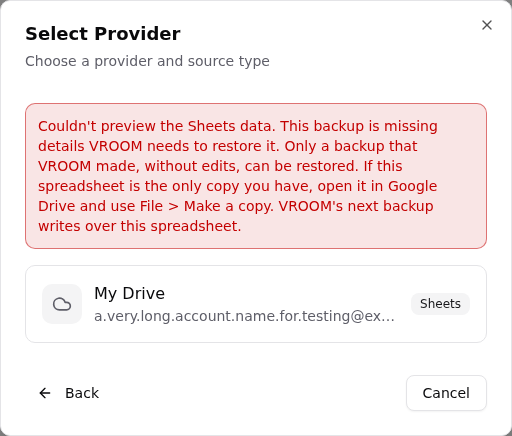 Select Provider
Choose a provider and source type
Couldn't preview the Sheets data. This backup is missing
details VROOM needs to restore it. Only a backup that
VROOM made, without edits, can be restored. If this
spreadsheet is the only copy you have, open it in Google
Drive and use File > Make a copy. VROOM's next backup
writes over this spreadsheet.
My Drive
a.very.long.account.name.for.testing@ex...
Sheets
Back
Cancel